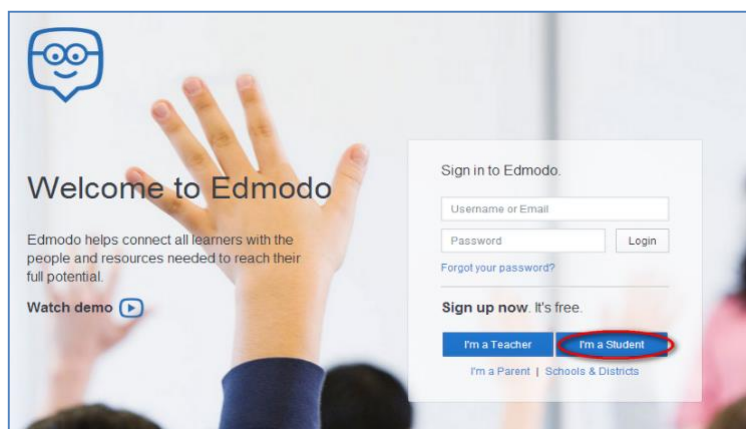 Welcome to Edmodo
Edmodo helps connect all learners with the
people and resources needed to reach their
full potential.
Watch demo
Sign in to Edmodo.
Username or Email
Password
Login
Forgot your password?
Sign up now. It's free.
I'm a Teacher
I'm a Student
I'm a Parent | Schools & Districts